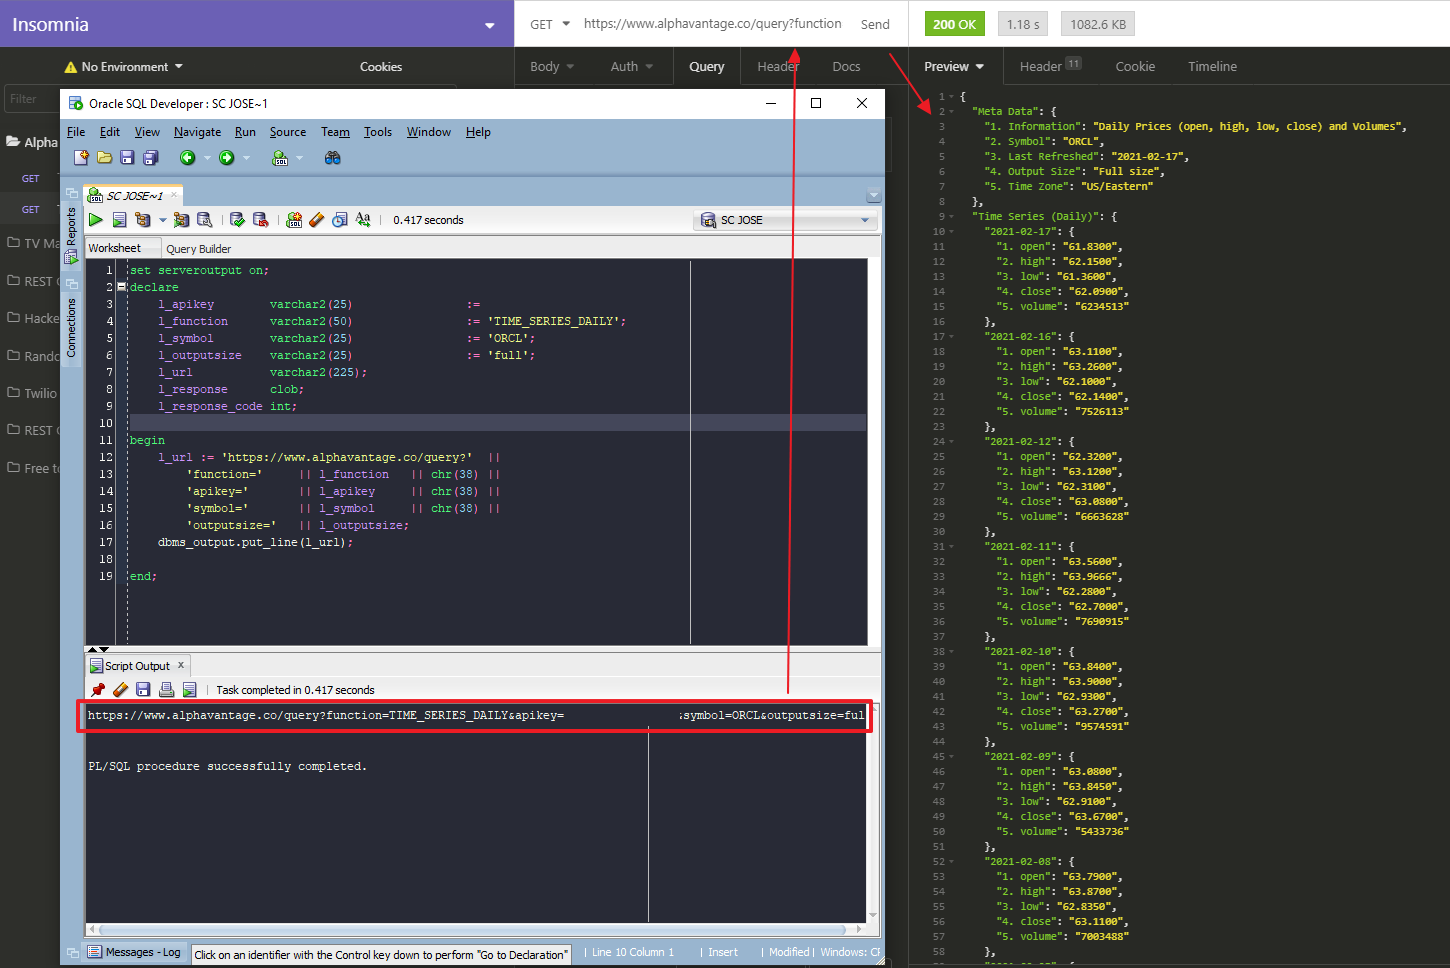 Insomnia
GET
https://www.alphavantage.co/query?function
Send
200 OK
1.18 s
1082.6 KB
No Environment
Cookies
Body
Auth
Query
Header
Docs
Preview
Header 11
Cookie
Timeline
Filter
Alpha
GET
GET
TV Ma
REST
Hacke
Rando
Twilio
REST
Free to
Oracle SQL Developer : SC JOSE~1
File Edit View Navigate Run Source Team Tools Window Help
SC JOSE~1
Reports
Connections
0.417 seconds
SC JOSE
Worksheet
Query Builder
1 set serveroutput on;
2 declare
3 l_apikey varchar2(25) :=
4 l_function varchar2(50) := 'TIME_SERIES_DAILY';
5 l_symbol varchar2(25) := 'ORCL';
6 l_outputsize varchar2(25) := 'full';
7 l_url varchar2(225);
8 l_response clob;
9 l_response_code int;
10
11 begin
12 l_url := 'https://www.alphavantage.co/query?' ||
13 'function=' || l_function || chr(38) ||
14 'apikey=' || l_apikey || chr(38) ||
15 'symbol=' || l_symbol || chr(38) ||
16 'outputsize=' || l_outputsize;
17 dbms_output.put_line(l_url);
18
19 end;
Script Output x
Task completed in 0.417 seconds
https://www.alphavantage.co/query?function=TIME_SERIES_DAILY&apikey= symbol=ORCL&outputsize=ful
PL/SQL procedure successfully completed.
Messages - Log
Click on an identifier with the Control key down to perform "Go to Declaration"
Line 10 Column 1
Insert
Modified
Windows: CF
1 {
2 "Meta Data": {
3 "1. Information": "Daily Prices (open, high, low, close) and Volumes",
4 "2. Symbol": "ORCL",
5 "3. Last Refreshed": "2021-02-17",
6 "4. Output Size": "Full size",
7 "5. Time Zone": "US/Eastern"
8 },
9 "Time Series (Daily)": {
10 "2021-02-17": {
11 "1. open": "61.8300",
12 "2. high": "62.1500",
13 "3. low": "61.3600",
14 "4. close": "62.0900",
15 "5. volume": "6234513"
16 },
17 "2021-02-16": {
18 "1. open": "63.1100",
19 "2. high": "63.2600",
20 "3. low": "62.1000",
21 "4. close": "62.1400",
22 "5. volume": "7526113"
23 },
24 "2021-02-12": {
25 "1. open": "62.3200",
26 "2. high": "63.1200",
27 "3. low": "62.3100",
28 "4. close": "63.0800",
29 "5. volume": "6663628"
30 },
31 "2021-02-11": {
32 "1. open": "63.5600",
33 "2. high": "63.9666",
34 "3. low": "62.2800",
35 "4. close": "62.7000",
36 "5. volume": "7690915"
37 },
38 "2021-02-10": {
39 "1. open": "63.8400",
40 "2. high": "63.9000",
41 "3. low": "62.9300",
42 "4. close": "63.2700",
43 "5. volume": "9574591"
44 },
45 "2021-02-09": {
46 "1. open": "63.0800",
47 "2. high": "63.8450",
48 "3. low": "62.9100",
49 "4. close": "63.6700",
50 "5. volume": "5433736"
51 },
52 "2021-02-08": {
53 "1. open": "63.7900",
54 "2. high": "63.8700",
55 "3. low": "62.8350",
56 "4. close": "63.1100",
57 "5. volume": "7003488"
58 },